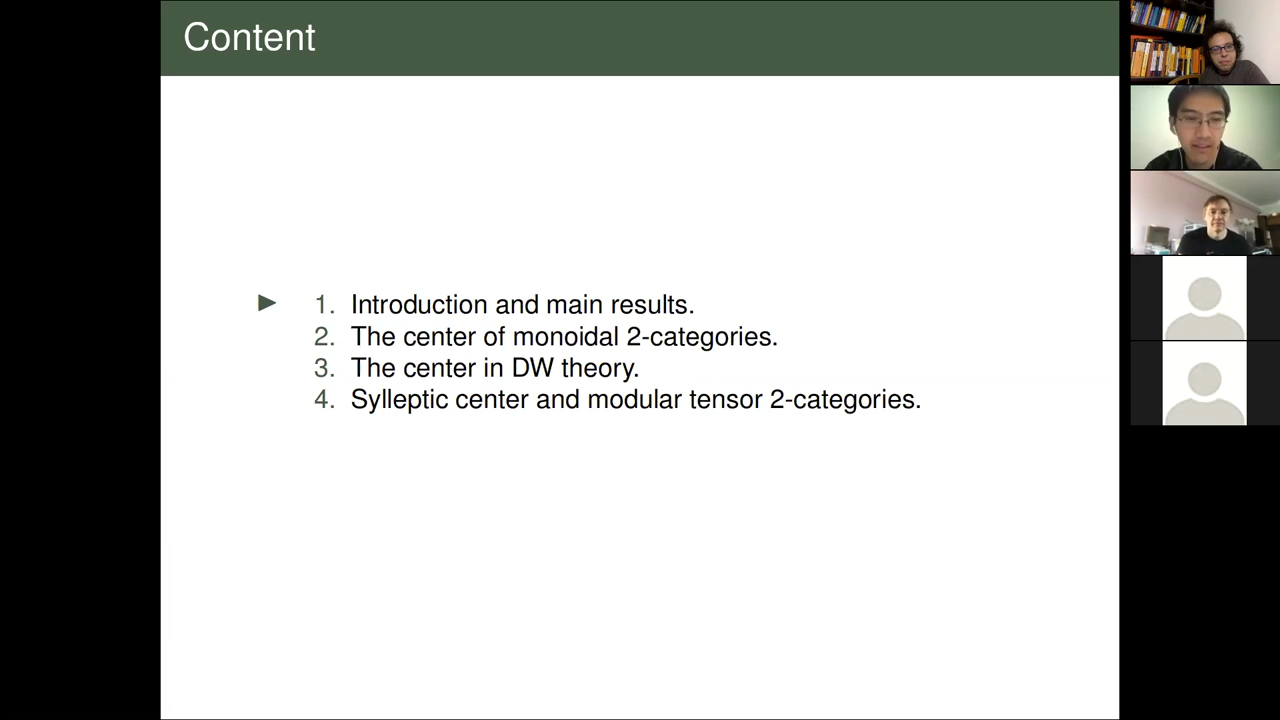 Content
1. Introduction and main results.
2. The center of monoidal 2-categories.
3. The center in DW theory.
4. Sylleptic center and modular tensor 2-categories.